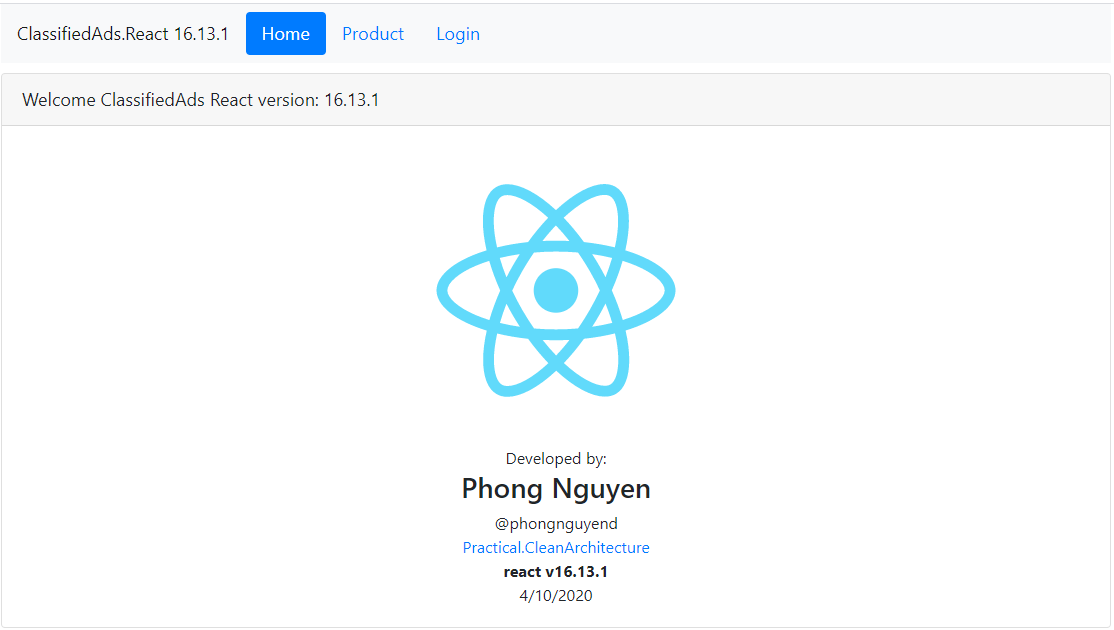 ClassifiedAds.React 16.13.1 Home Product Login
Welcome ClassifiedAds React version: 16.13.1
Developed by:
Phong Nguyen
@phongnguyend
Practical.CleanArchitecture
react v16.13.1
4/10/2020